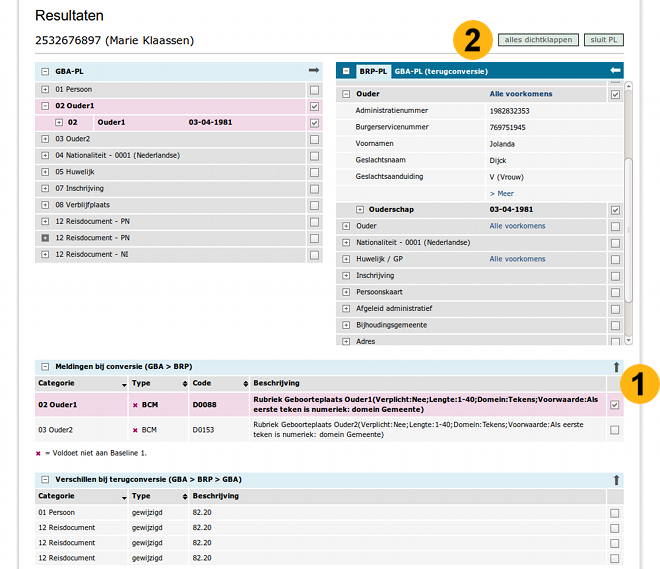 Resultaten
2532676897 (Marie Klaassen)
2
alles dichtklappen
sluit PL
GBA-PL
01 Persoon
02 Ouder1
02 Ouder1 03-04-1981
03 Ouder2
04 Nationaliteit - 0001 (Nederlandse)
05 Huwelijk
07 Inschrijving
08 Verblijfplaats
12 Reisdocument - PN
12 Reisdocument - PN
12 Reisdocument - NI
BRP-PL GBA-PL (terugconversie)
Ouder Alle voorkomens
Administratienummer 1982832353
Burgerservicenummer 769751945
Voornamen Jolanda
Geslachtsnaam Dijck
Geslachtsaanduiding V (Vrouw)
> Meer
Ouderschap 03-04-1981
Ouder Alle voorkomens
Nationaliteit - 0001 (Nederlandse)
Huwelijk / GP Alle voorkomens
Inschrijving
Persoonskaart
Afgeleid administratief
Bijhoudingsgemeente
Adres
Meldingen bij conversie (GBA > BRP)
1
Categorie Type Code Beschrijving
02 Ouder1 × BCM D0088 Rubriek Geboorteplaats Ouder1(Verplicht:Nee;Lengte:1-40;Domein:Tekens;Voorwaarde:Als
eerste teken is numeriek: domein Gemeente)
03 Ouder2 × BCM D0153 Rubriek Geboorteplaats Ouder2(Verplicht:Nee;Lengte:1-40;Domein:Tekens;Voorwaarde:Als eerste
teken is numeriek: domein Gemeente)
× = Voldoet niet aan Baseline 1.
Verschillen bij terugconversie (GBA > BRP > GBA)
Categorie Type Beschrijving
01 Persoon gewijzigd 82.20
12 Reisdocument gewijzigd 82.20
12 Reisdocument gewijzigd 82.20
12 Reisdocument gewijzigd 82.20